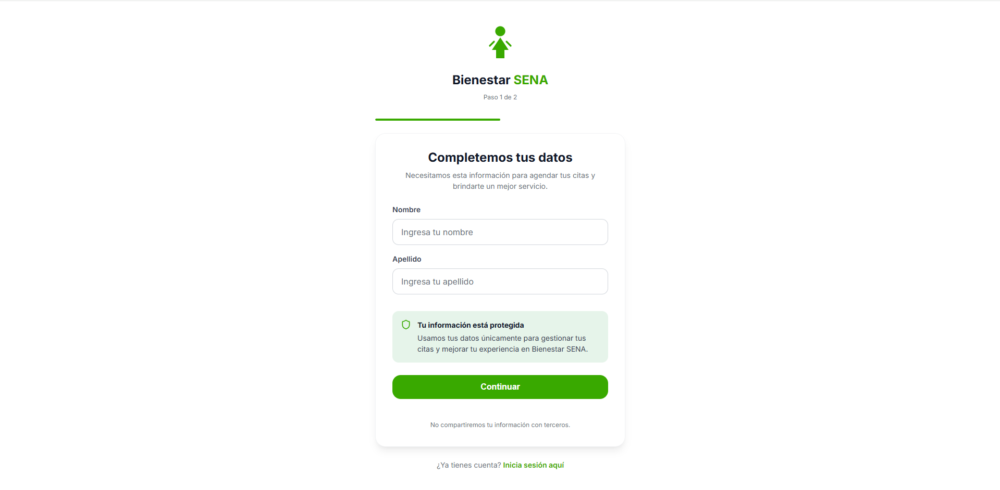 Bienestar SENA
Paso 1 de 2
Completemos tus datos
Necesitamos esta información para agendar tus citas y
brindarte un mejor servicio.
Nombre
Ingresa tu nombre
Apellido
Ingresa tu apellido
Tu información está protegida
Usamos tus datos únicamente para gestionar tus
citas y mejorar tu experiencia en Bienestar SENA.
Continuar
No compartiremos tu información con terceros.
¿Ya tienes cuenta? Inicia sesión aquí